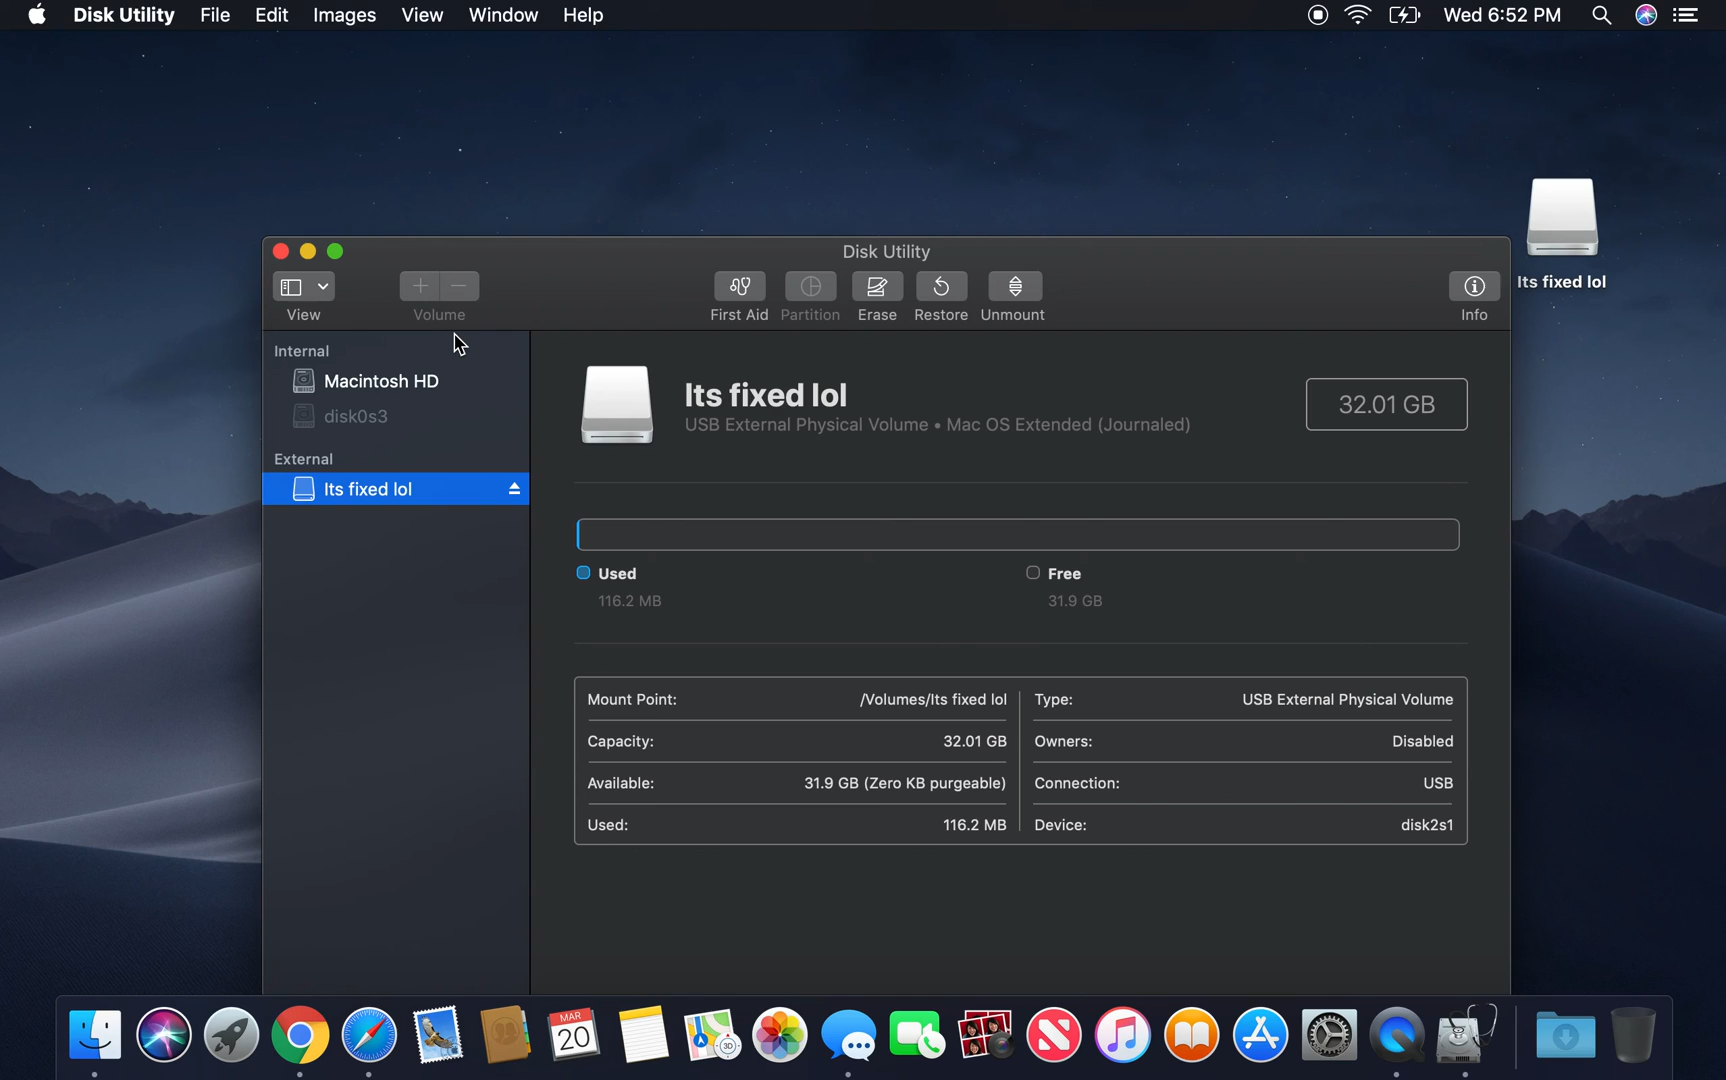 Disk Utility File Edit Images View Window Help Wed 6:52 PM
Its fixed lol
Disk Utility
View Volume First Aid Partition Erase Restore Unmount Info
Internal
Macintosh HD
disk0s3
External
Its fixed lol
Its fixed lol
USB External Physical Volume • Mac OS Extended (Journaled)
32.01 GB
Used
116.2 MB
Free
31.9 GB
Mount Point: /Volumes/Its fixed lol
Capacity: 32.01 GB
Available: 31.9 GB (Zero KB purgeable)
Used: 116.2 MB
Type: USB External Physical Volume
Owners: Disabled
Connection: USB
Device: disk2s1
MAR
20
3D